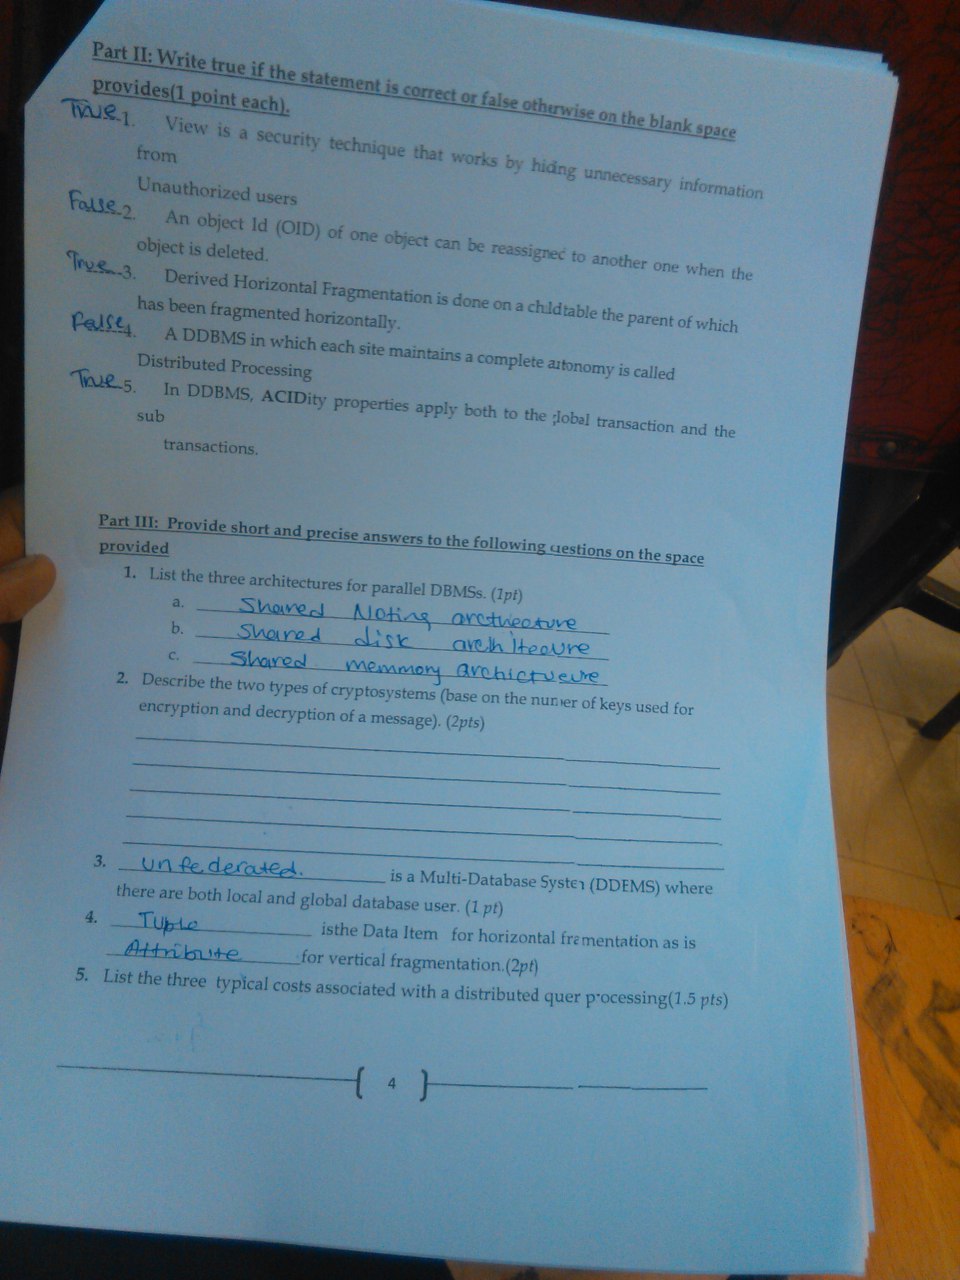 Part II: Write true if the statement is correct or false otherwise on the blank space
provides(1 point each).
True 1. View is a security technique that works by hiding unnecessary information
from
Unauthorized users
False 2. An object Id (OID) of one object can be reassigned to another one when the
object is deleted.
True 3. Derived Horizontal Fragmentation is done on a childtable the parent of which
has been fragmented horizontally.
False 4. A DDBMS in which each site maintains a complete autonomy is called
Distributed Processing
True 5. In DDBMS, ACIDity properties apply both to the global transaction and the
sub
transactions.
Part III: Provide short and precise answers to the following uestions on the space
provided
1. List the three architectures for parallel DBMSs. (1pt)
a. Shared Noting
b. Shared disk
c. Shared memmory
2. Describe the two types of cryptosystems (base on the numer of keys used for
encryption and decryption of a message). (2pts)
3. unfederated. is a Multi-Database System (DDEMS) where
there are both local and global database user. (1 pt)
4. Tuple isthe Data Item for horizontal framentation as is
Attribute for vertical fragmentation.(2pt)
5. List the three typical costs associated with a distributed quer processing(1.5 pts)
4